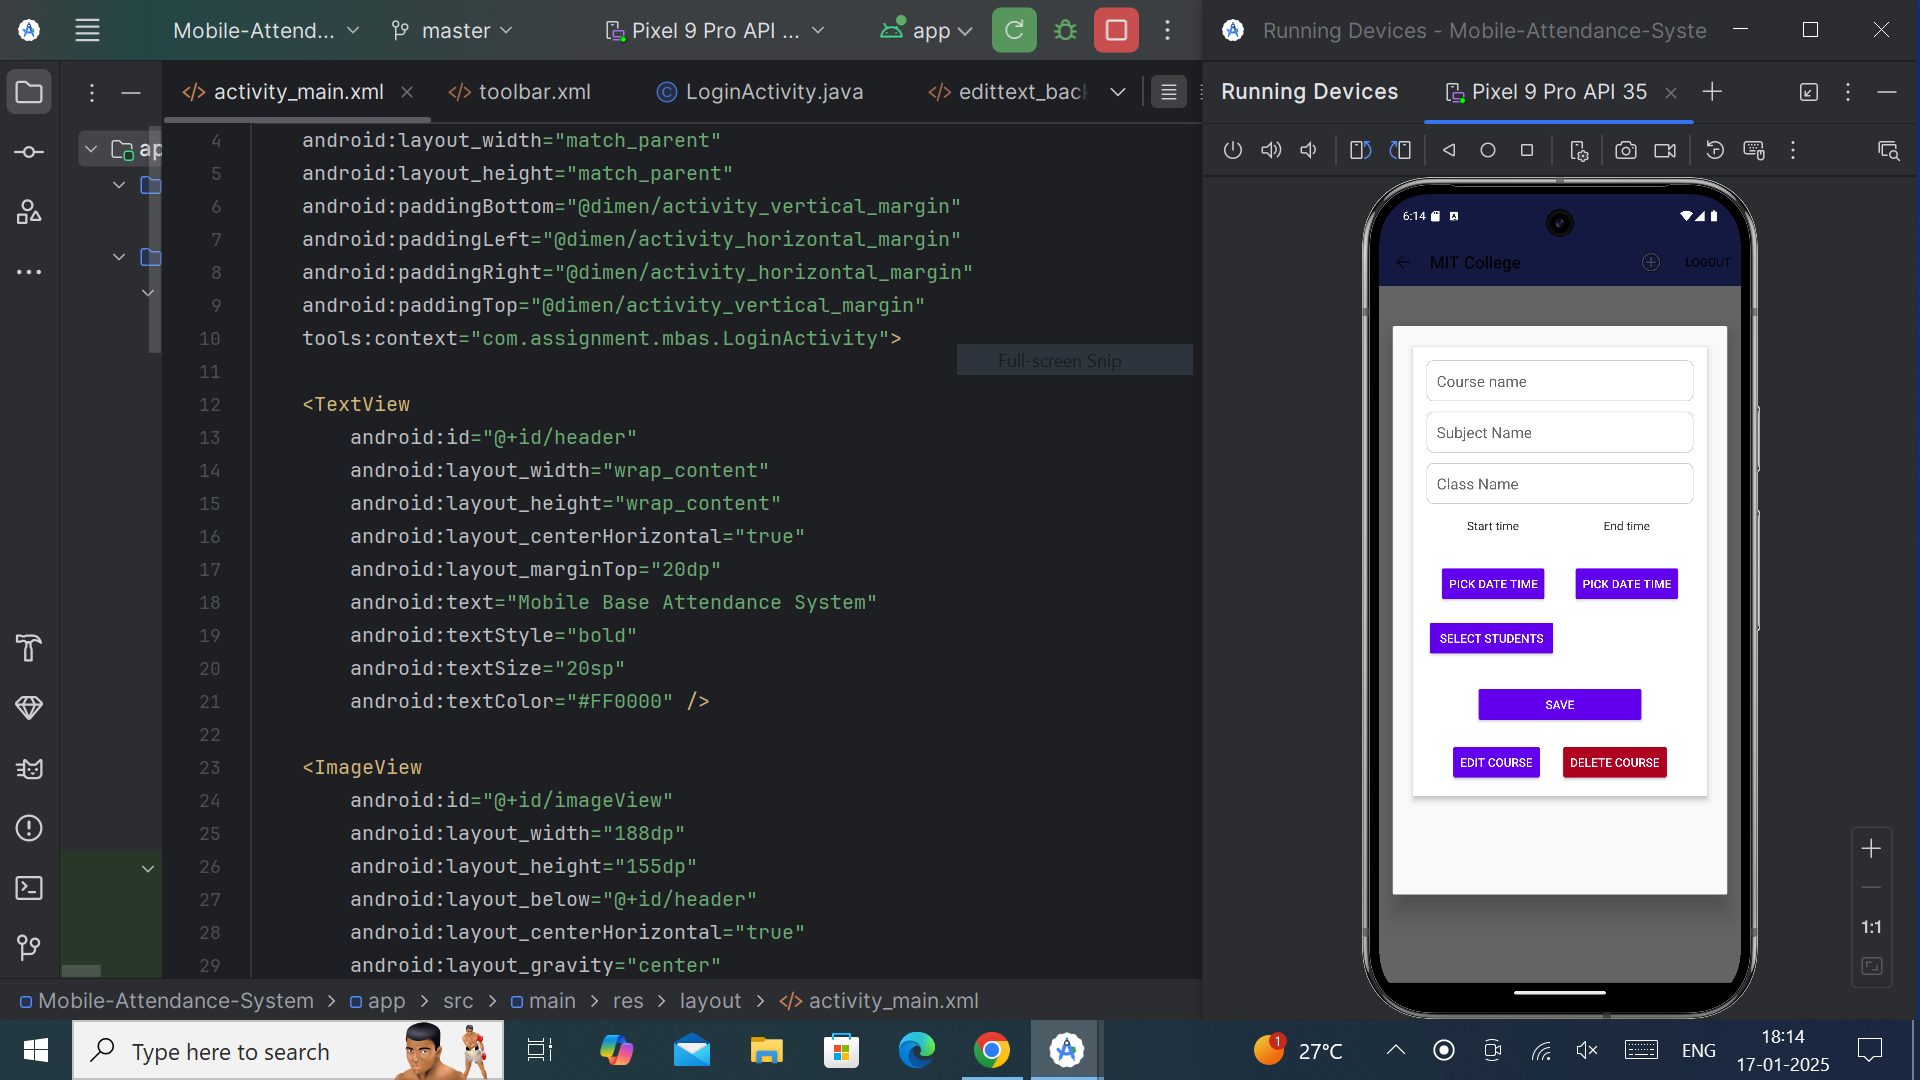 Mobile-Attend...
master
Pixel 9 Pro API ...
app
Running Devices - Mobile-Attendance-Syste
activity_main.xml
toolbar.xml
LoginActivity.java
edittext_back
Running Devices
Pixel 9 Pro API 35
ap
4 android:layout_width="match_parent"
5 android:layout_height="match_parent"
6 android:paddingBottom="@dimen/activity_vertical_margin"
7 android:paddingLeft="@dimen/activity_horizontal_margin"
8 android:paddingRight="@dimen/activity_horizontal_margin"
9 android:paddingTop="@dimen/activity_vertical_margin"
10 tools:context="com.assignment.mbas.LoginActivity">
11
Full-screen Snip
12 <TextView
13 android:id="@+id/header"
14 android:layout_width="wrap_content"
15 android:layout_height="wrap_content"
16 android:layout_centerHorizontal="true"
17 android:layout_marginTop="20dp"
18 android:text="Mobile Base Attendance System"
19 android:textStyle="bold"
20 android:textSize="20sp"
21 android:textColor="#FF0000" />
22
23 <ImageView
24 android:id="@+id/imageView"
25 android:layout_width="188dp"
26 android:layout_height="155dp"
27 android:layout_below="@+id/header"
28 android:layout_centerHorizontal="true"
29 android:layout_gravity="center"
6:14
MIT College
LOGOUT
Course name
Subject Name
Class Name
Start time
End time
PICK DATE TIME
PICK DATE TIME
SELECT STUDENTS
SAVE
EDIT COURSE
DELETE COURSE
1:1
Mobile-Attendance-System > app > src > main > res > layout > activity_main.xml
Type here to search
1
27°C
ENG
18:14
17-01-2025